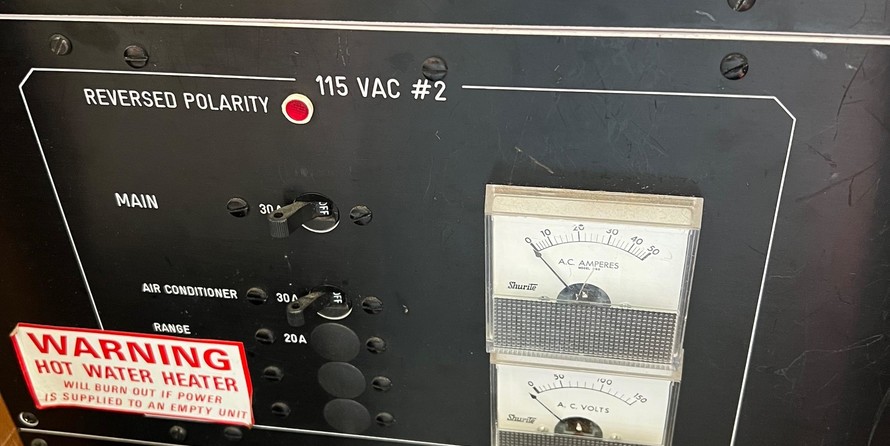 115 VAC #2
REVERSED POLARITY
MAIN
30A
OFF
AIR CONDITIONER
30A
OFF
RANGE
20A
WARNING
HOT WATER HEATER
WILL BURN OUT IF POWER
IS SUPPLIED TO AN EMPTY UNIT
0 10 20 30 40 50
A.C. AMPERES
Shurite
0 50 100 150
A.C. VOLTS
Shurite